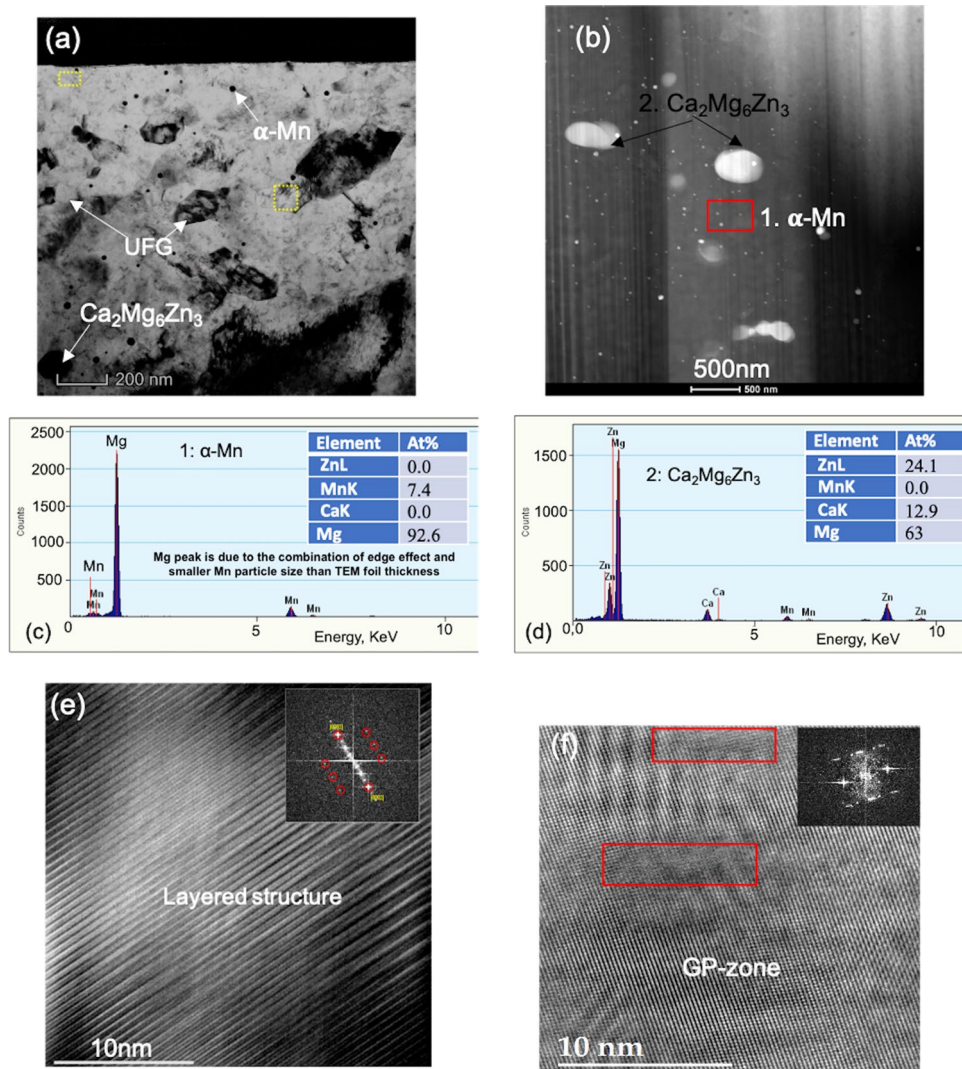 (a)
α-Mn
UFG
Ca₂Mg₆Zn₃
200 nm
(b)
2. Ca₂Mg₆Zn₃
1. α-Mn
500nm
500 nm
2500
2000
1500
1000
500
0
Counts
Mg
1: α-Mn
Element At%
ZnL 0.0
MnK 7.4
CaK 0.0
Mg 92.6
Mg peak is due to the combination of edge effect and
smaller Mn particle size than TEM foil thickness
Mn
Mn
Mn
Mn
Mn
0 5 10
(c)
Energy, KeV
1500
1000
500
0
Counts
Zn
Mg
2: Ca₂Mg₆Zn₃
Element At%
ZnL 24.1
MnK 0.0
CaK 12.9
Mg 63
Zn
Zn
Ca
Ca
Mn
Mn
Zn
Zn
0,0 5 10
(d)
Energy, KeV
(e)
Layered structure
10nm
(f)
GP-zone
10 nm